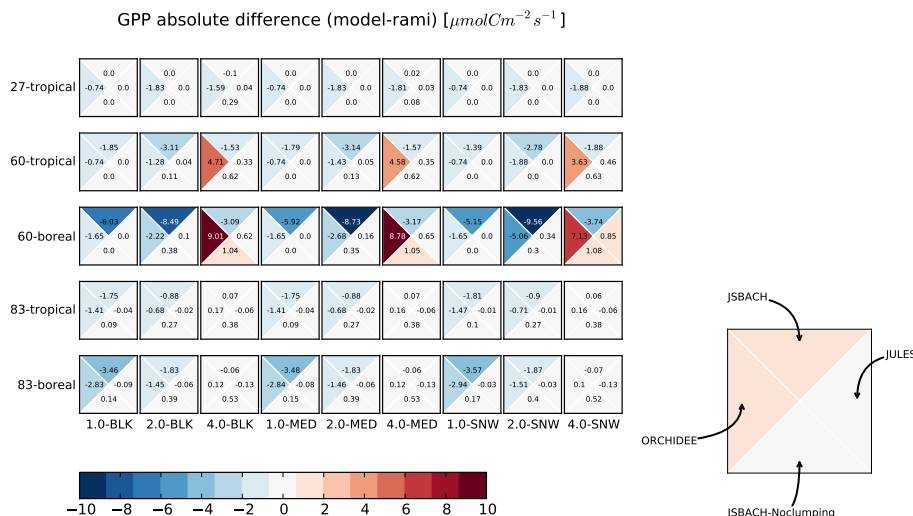 GPP absolute difference (model-rami) [μmolCm⁻²s⁻¹]
0.0 0.0 -0.1 0.0 0.0 0.02 0.0 0.0 0.0
27-tropical -0.74 0.0 -1.83 0.0 -1.59 0.04 -0.74 0.0 -1.83 0.0 -1.81 0.03 -0.74 0.0 -1.83 0.0 -1.88 0.0
0.0 0.0 0.29 0.0 0.0 0.08 0.0 0.0 0.0
-1.85 -3.11 -1.53 -1.79 -3.14 -1.57 -1.39 -2.78 -1.88
60-tropical -0.74 0.0 -1.28 0.04 4.71 0.33 -0.74 0.0 -1.43 0.05 4.58 0.35 -0.74 0.0 -1.88 0.0 3.63 0.46
0.0 0.11 0.62 0.0 0.13 0.62 0.0 0.0 0.63
-6.03 -8.49 -3.09 -5.92 -8.73 -3.17 -5.15 -9.56 -3.74
60-boreal -1.65 0.0 -2.22 0.1 9.01 0.62 -1.65 0.0 -2.68 0.16 8.78 0.65 -1.65 0.0 -5.06 0.34 7.13 0.85
0.0 0.38 1.04 0.0 0.35 1.05 0.0 0.3 1.08
-1.75 -0.88 0.07 -1.75 -0.88 0.07 -1.81 -0.9 0.06
83-tropical -1.41 -0.04 -0.68 -0.02 0.17 -0.06 -1.41 -0.04 -0.68 -0.02 0.16 -0.06 -1.47 -0.01 -0.71 -0.01 0.16 -0.06
0.09 0.27 0.38 0.09 0.27 0.38 0.1 0.27 0.38
-3.46 -1.83 -0.06 -3.48 -1.83 -0.06 -3.57 -1.87 -0.07
83-boreal -2.83 -0.09 -1.45 -0.06 0.12 -0.13 -2.84 -0.08 -1.46 -0.06 0.12 -0.13 -2.94 -0.03 -1.51 -0.03 0.1 -0.13
0.14 0.39 0.53 0.15 0.39 0.53 0.17 0.4 0.52
1.0-BLK 2.0-BLK 4.0-BLK 1.0-MED 2.0-MED 4.0-MED 1.0-SNW 2.0-SNW 4.0-SNW
−10 −8 −6 −4 −2 0 2 4 6 8 10
JSBACH
JULES
ORCHIDEE
JSBACH-Noclumping